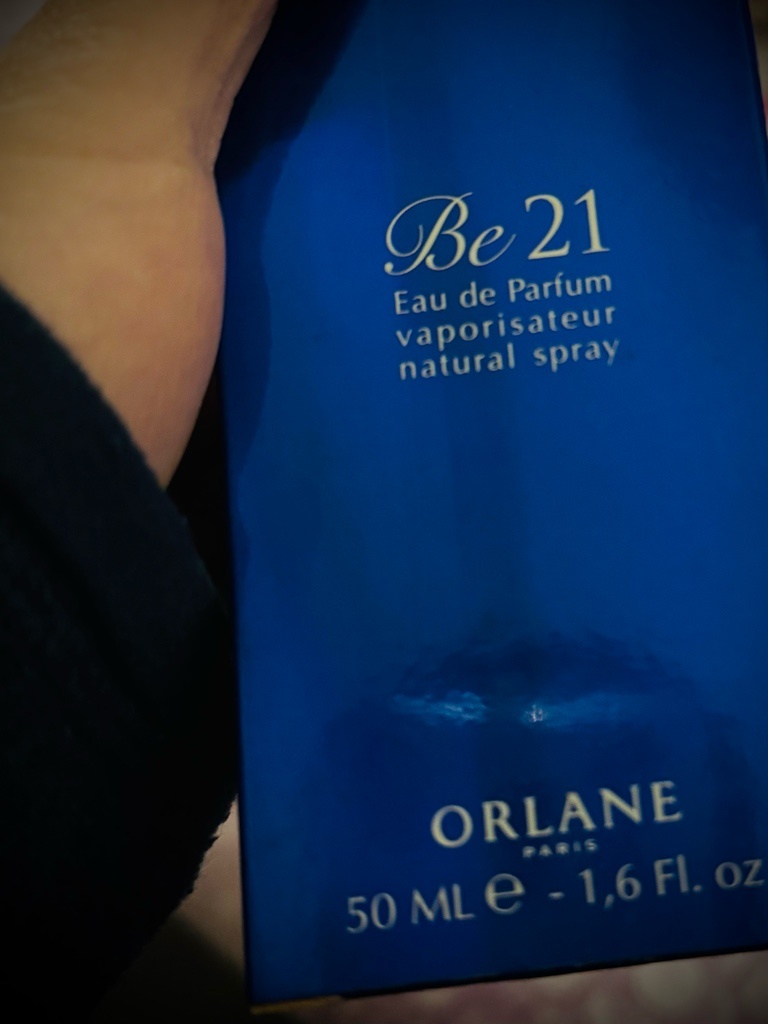 Be 21
Eau de Parfum
vaporisateur
natural spray
ORLANE
PARIS
50 ML e - 1,6 Fl. oz